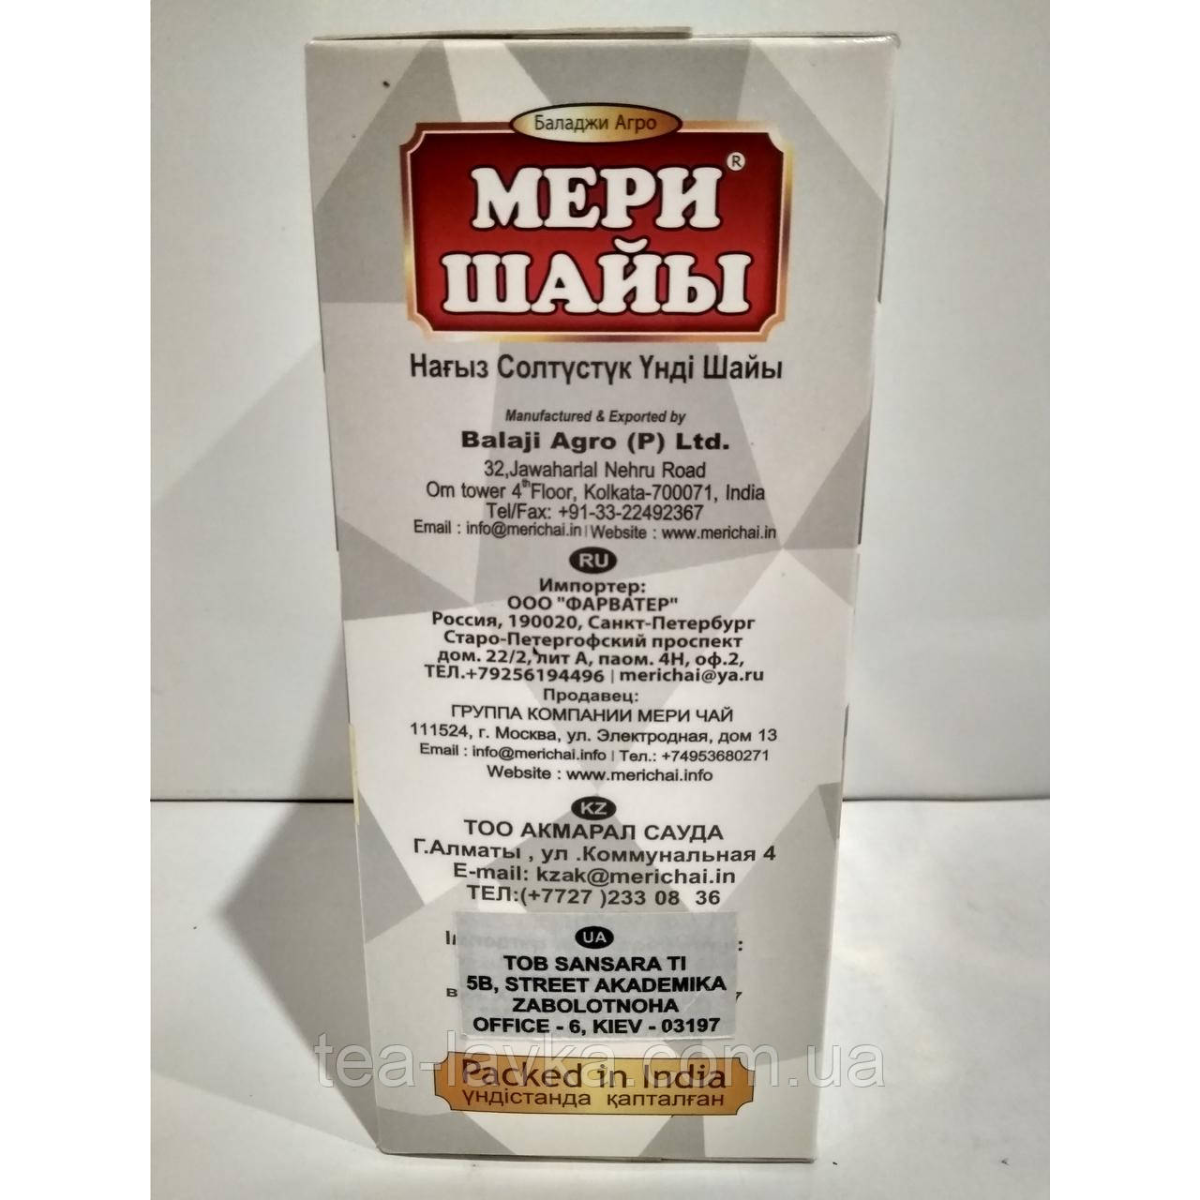 Баладжи Агро
МЕРИ ®
ШАЙЫ
Нағыз Солтүстүк Үнді Шайы
Manufactured & Exported by
Balaji Agro (P) Ltd.
32,Jawaharlal Nehru Road
Om tower 4th Floor, Kolkata-700071, India
Tel/Fax: +91-33-22492367
Email : info@merichai.in | Website : www.merichai.in
RU
Импортер:
ООО "ФАРВАТЕР"
Россия, 190020, Санкт-Петербург
Старо-Петергофский проспект
дом. 22/2, лит А, паом. 4Н, оф.2,
ТЕЛ.+79256194496 | merichai@ya.ru
Продавец:
ГРУППА КОМПАНИИ МЕРИ ЧАЙ
111524, г. Москва, ул. Электродная, дом 13
Email : info@merichai.info | Тел.: +74953680271
Website : www.merichai.info
KZ
ТОО АКМАРАЛ САУДА
Г.Алматы , ул .Коммунальная 4
E-mail: kzak@merichai.in
ТЕЛ:(+7727 )233 08 36
UA
TOB SANSARA TI
5B, STREET AKADEMIKA
ZABOLOTNOHA
OFFICE - 6, KIEV - 03197
tea-lavka.com.ua
Packed in India
үндістанда қапталған